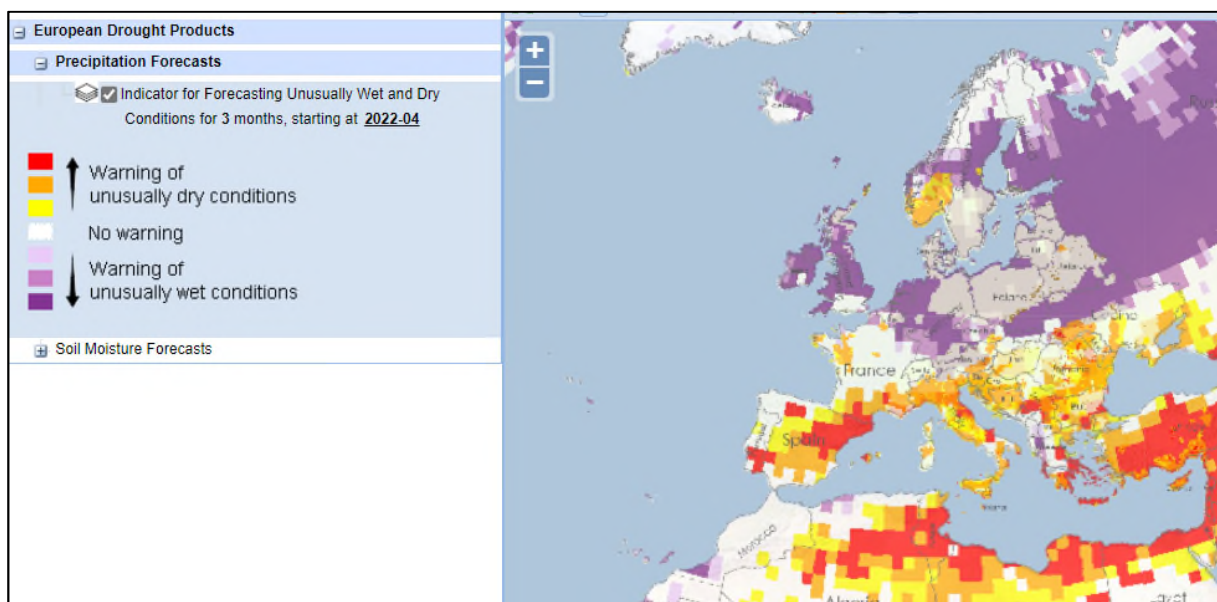 European Drought Products
Precipitation Forecasts
Indicator for Forecasting Unusually Wet and Dry
Conditions for 3 months, starting at 2022-04
Warning of
unusually dry conditions
No warning
Warning of
unusually wet conditions
Soil Moisture Forecasts
+
−
Poland
France
Spain
Morocco